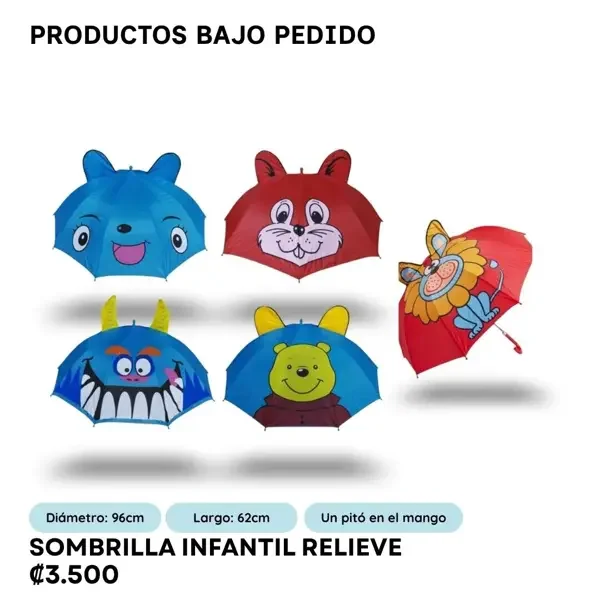 PRODUCTOS BAJO PEDIDO
Diámetro: 96cm
Largo: 62cm
Un pitó en el mango
SOMBRILLA INFANTIL RELIEVE
₡3.500